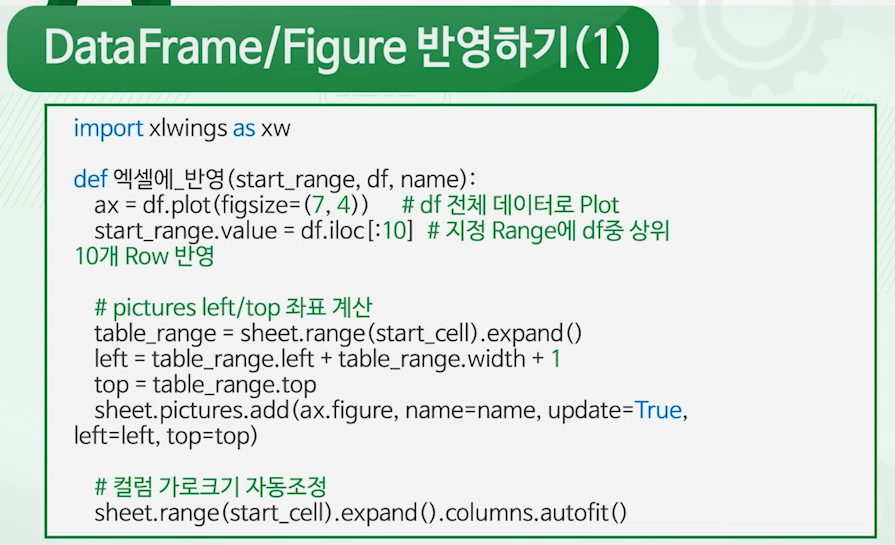 DataFrame/Figure 반영하기(1)
import xlwings as xw
def 엑셀에_반영(start_range, df, name):
ax = df.plot(figsize=(7, 4)) # df 전체 데이터로 Plot
start_range.value = df.iloc[:10] # 지정 Range에 df중 상위
10개 Row 반영
# pictures left/top 좌표 계산
table_range = sheet.range(start_cell).expand()
left = table_range.left + table_range.width + 1
top = table_range.top
sheet.pictures.add(ax.figure, name=name, update=True,
left=left, top=top)
# 컬럼 가로크기 자동조정
sheet.range(start_cell).expand().columns.autofit()